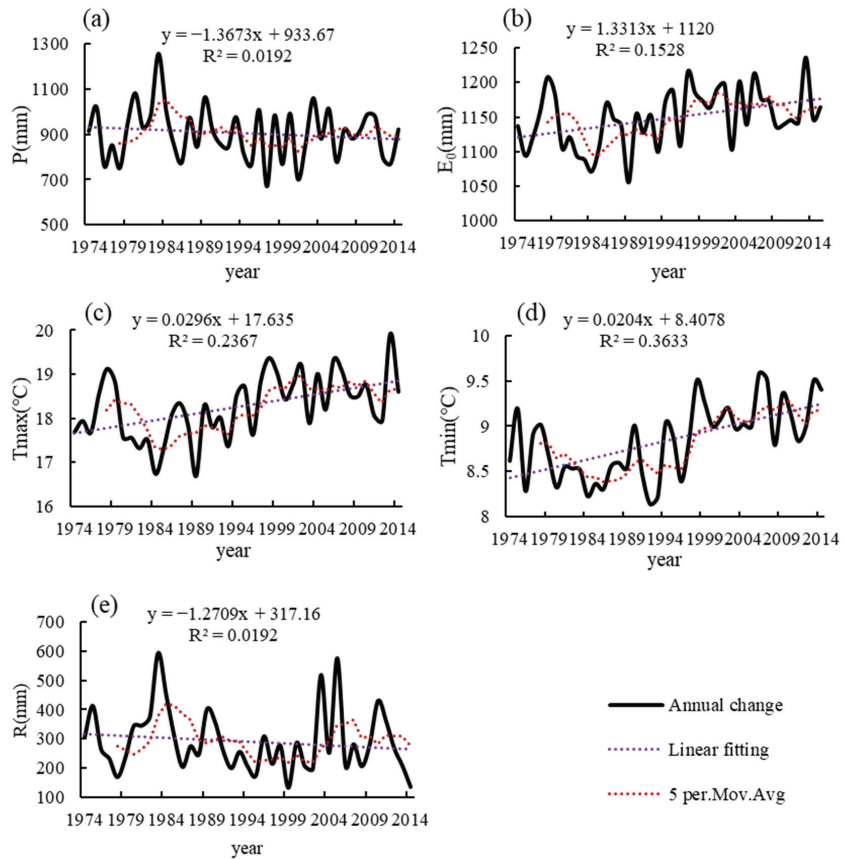 (a)
y = −1.3673x + 933.67
R² = 0.0192
1300
1100
900
700
500
P(mm)
1974 1979 1984 1989 1994 1999 2004 2009 2014
year
(b)
y = 1.3313x + 1120
R² = 0.1528
1250
1200
1150
1100
1050
1000
E₀(mm)
1974 1979 1984 1989 1994 1999 2004 2009 2014
year
(c)
y = 0.0296x + 17.635
R² = 0.2367
20
19
18
17
16
Tmax(°C)
1974 1979 1984 1989 1994 1999 2004 2009 2014
year
(d)
y = 0.0204x + 8.4078
R² = 0.3633
10
9.5
9
8.5
8
Tmin(°C)
1974 1979 1984 1989 1994 1999 2004 2009 2014
year
(e)
y = −1.2709x + 317.16
R² = 0.0192
700
600
500
400
300
200
100
R(mm)
1974 1979 1984 1989 1994 1999 2004 2009 2014
year
Annual change
Linear fitting
5 per.Mov.Avg